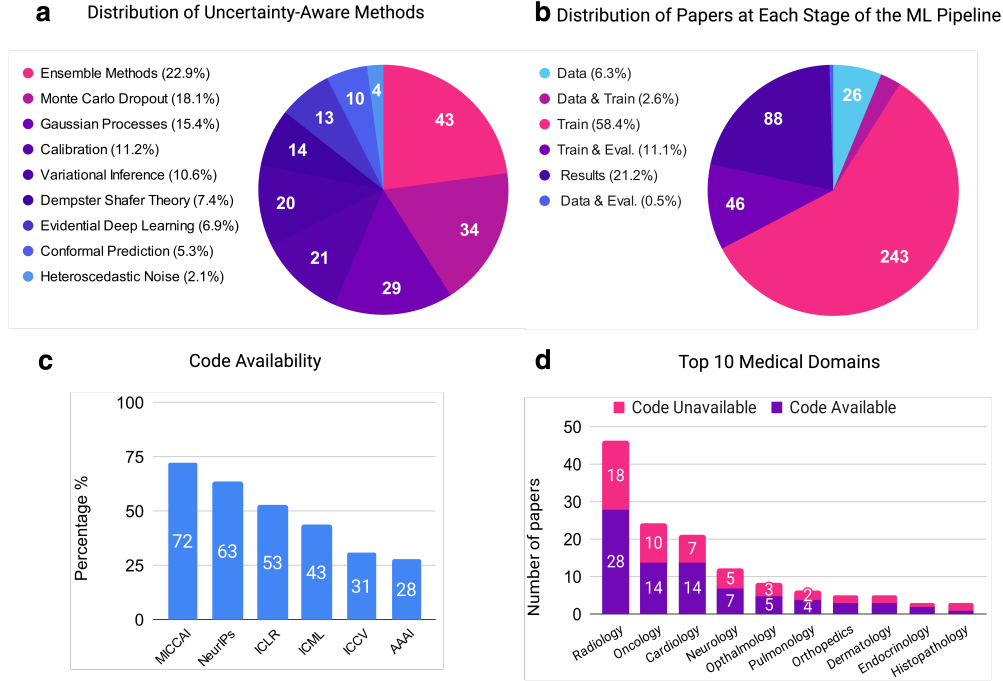 a Distribution of Uncertainty-Aware Methods
Ensemble Methods (22.9%)
Monte Carlo Dropout (18.1%)
Gaussian Processes (15.4%)
Calibration (11.2%)
Variational Inference (10.6%)
Dempster Shafer Theory (7.4%)
Evidential Deep Learning (6.9%)
Conformal Prediction (5.3%)
Heteroscedastic Noise (2.1%)
43
34
29
21
20
14
13
10
4
b Distribution of Papers at Each Stage of the ML Pipeline
Data (6.3%)
Data & Train (2.6%)
Train (58.4%)
Train & Eval. (11.1%)
Results (21.2%)
Data & Eval. (0.5%)
26
243
46
88
c Code Availability
Percentage %
100
75
50
25
0
72
63
53
43
31
28
MICCAI
NeurIPs
ICLR
ICML
ICCV
AAAI
d Top 10 Medical Domains
Code Unavailable
Code Available
Number of papers
50
40
30
20
10
0
18
28
10
14
7
14
5
7
3
5
2
4
Radiology
Oncology
Cardiology
Neurology
Opthalmology
Pulmonology
Orthopedics
Dermatology
Endocrinology
Histopathology